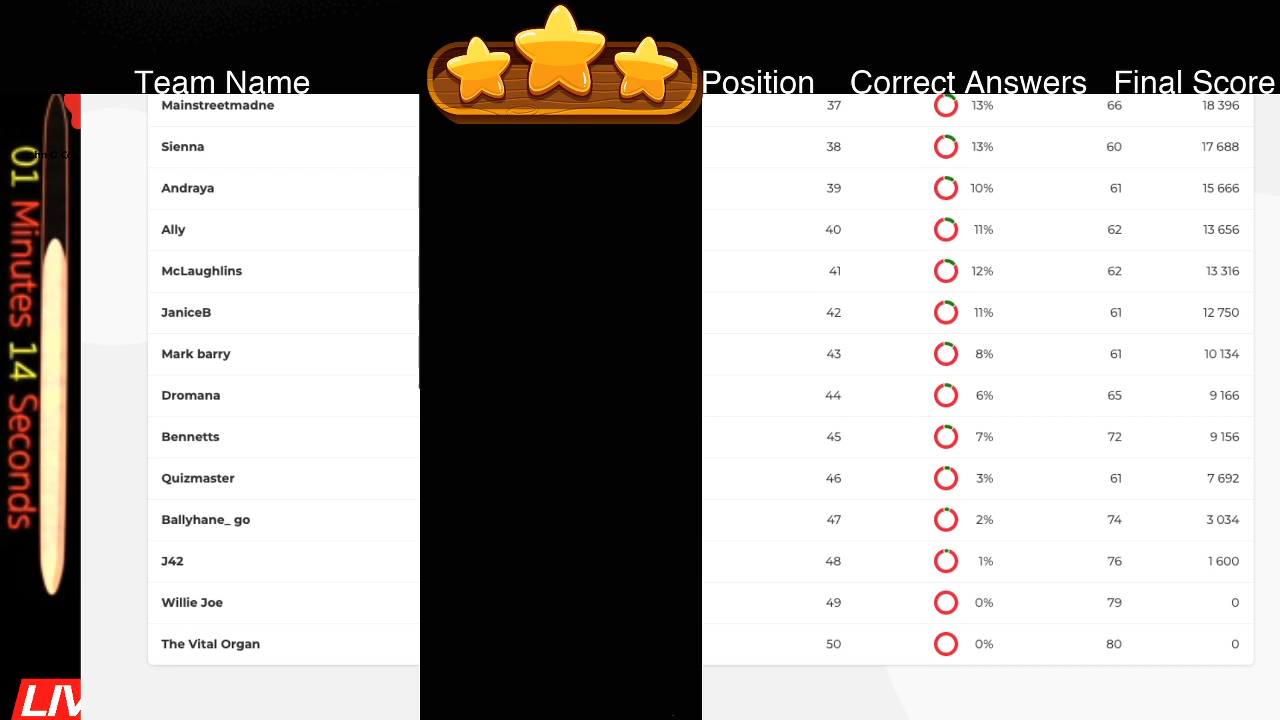 Team Name Position Correct Answers Final Score
Mainstreetmadne 37 13% 66 18 396
Sienna 38 13% 60 17 688
Andraya 39 10% 61 15 666
Ally 40 11% 62 13 656
McLaughlins 41 12% 62 13 316
JaniceB 42 11% 61 12 750
Mark barry 43 8% 61 10 134
Dromana 44 6% 65 9 166
Bennetts 45 7% 72 9 156
Quizmaster 46 3% 61 7 692
Ballyhane_ go 47 2% 74 3 034
J42 48 1% 76 1 600
Willie Joe 49 0% 79 0
The Vital Organ 50 0% 80 0
01 Minutes 14 Seconds
LIV